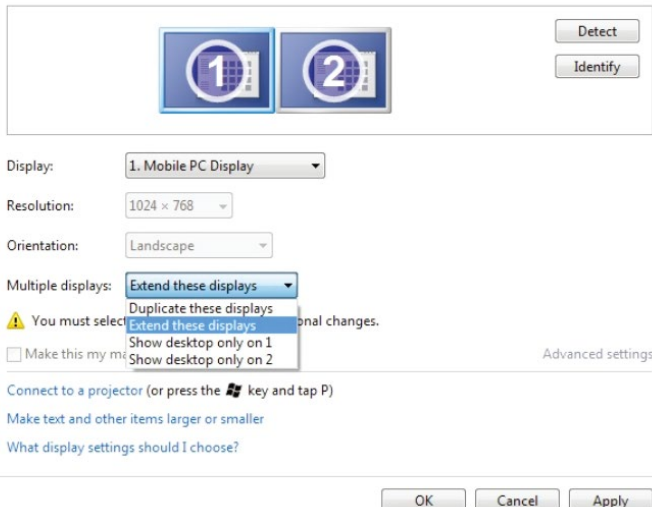 1 2
Detect
Identify
Display: 1. Mobile PC Display
Resolution: 1024 × 768
Orientation: Landscape
Multiple displays: Extend these displays
Duplicate these displays
You must select onal changes.
Extend these displays
Show desktop only on 1
Make this my ma Advanced settings
Show desktop only on 2
Connect to a projector (or press the key and tap P)
Make text and other items larger or smaller
What display settings should I choose?
OK Cancel Apply